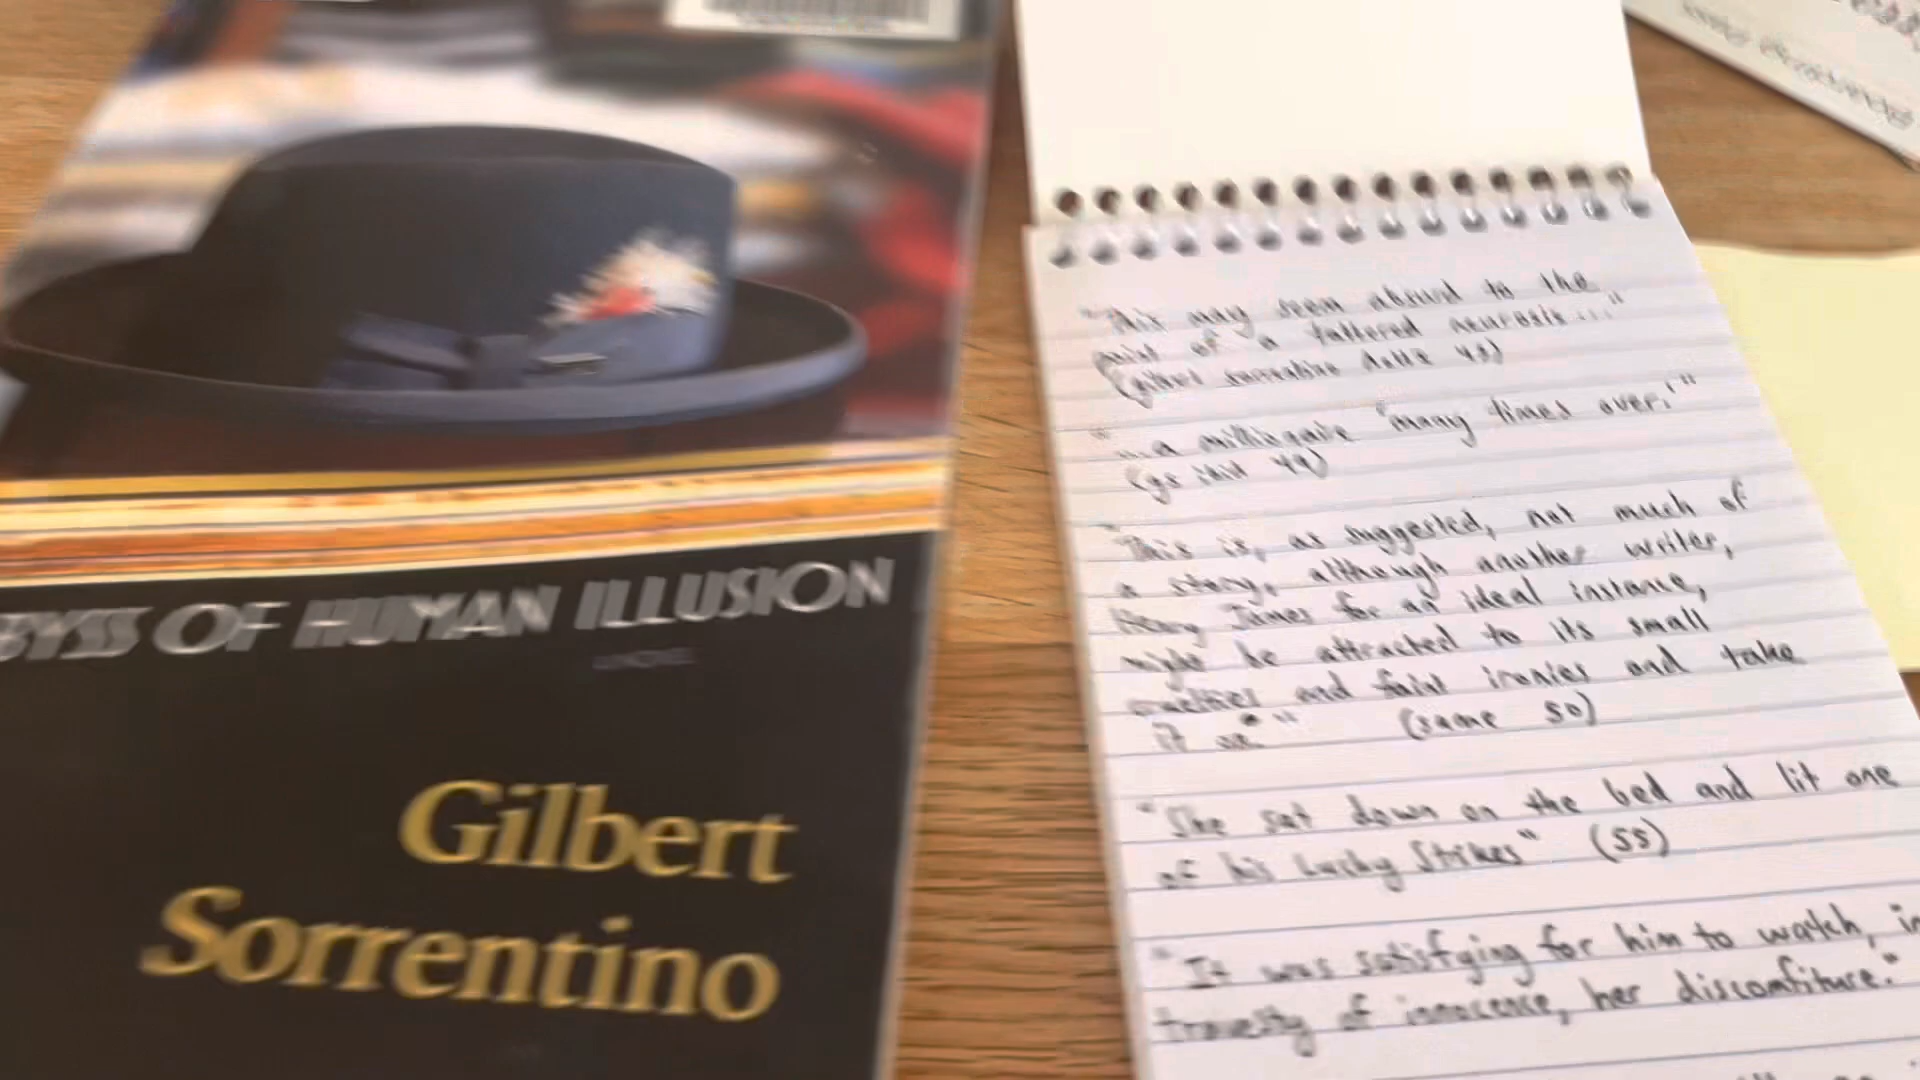 BYSS OF HUMAN ILLUSION
Gilbert
Sorrentino
"This may seem absurd to the
point of a tattered neurosis..."
(gilbert sorrentino 43)
"...a millionaire 'many times over.'"
(gs ibid 49)
"This is, as suggested, not much of
a story, although another writer,
Henry James for an ideal instance,
might be attracted to its small
cruelties and faint ironies and take
it " (same 50)
"She sat down on the bed and lit one
of his Lucky Strikes" (55)
"It was satisfying for him to watch, in
travesty of innocence, her discomfiture."